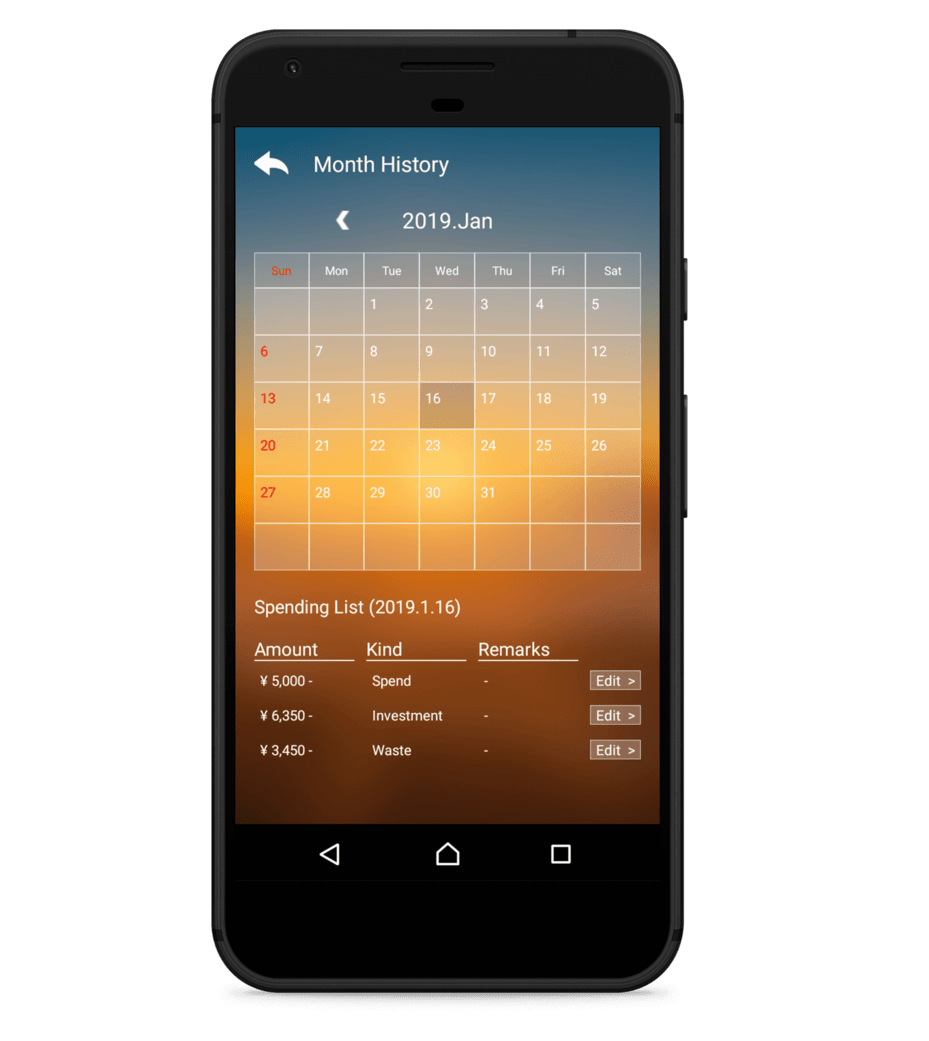 Month History
2019.Jan
Sun Mon Tue Wed Thu Fri Sat
1 2 3 4 5
6 7 8 9 10 11 12
13 14 15 16 17 18 19
20 21 22 23 24 25 26
27 28 29 30 31
Spending List (2019.1.16)
Amount Kind Remarks
¥ 5,000 - Spend - Edit >
¥ 6,350 - Investment - Edit >
¥ 3,450 - Waste - Edit >